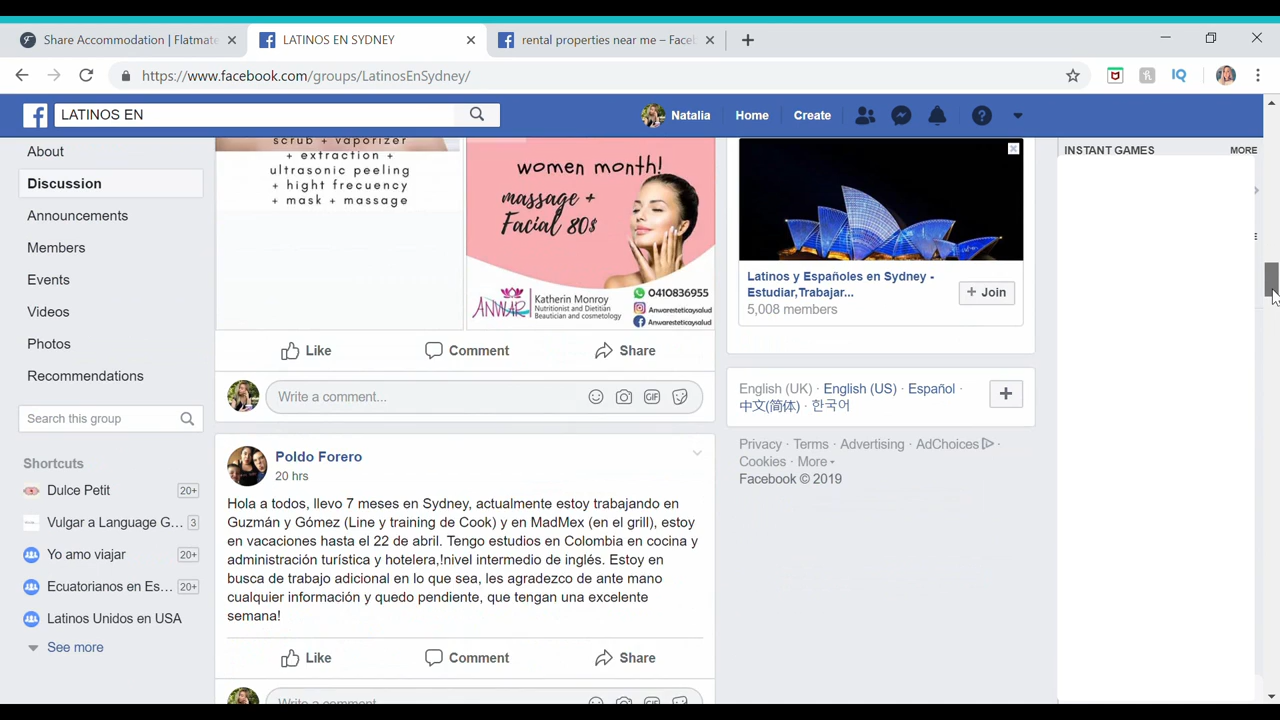 Share Accommodation | Flatmate
LATINOS EN SYDNEY
rental properties near me – Face
https://www.facebook.com/groups/LatinosEnSydney/
LATINOS EN
Natalia
Home
Create
About
Discussion
Announcements
Members
Events
Videos
Photos
Recommendations
Search this group
Shortcuts
Dulce Petit 20+
Vulgar a Language G... 3
Yo amo viajar 20+
Ecuatorianos en Es... 20+
Latinos Unidos en USA
See more
scrub + vaporizer
+ extraction +
ultrasonic peeling
+ hight frecuency
+ mask + massage
women month!
massage +
Facial 80$
ANWAR
Katherin Monroy
Nutritionist and Dietitian
Beautician and cosmetology
0410836955
Anwaresteticaysalud
Anwaresteticaysalud
Like Comment Share
Write a comment...
GIF
Poldo Forero
20 hrs
Hola a todos, llevo 7 meses en Sydney, actualmente estoy trabajando en
Guzmán y Gómez (Line y training de Cook) y en MadMex (en el grill), estoy
en vacaciones hasta el 22 de abril. Tengo estudios en Colombia en cocina y
administración turística y hotelera,!nivel intermedio de inglés. Estoy en
busca de trabajo adicional en lo que sea, les agradezco de ante mano
cualquier información y quedo pendiente, que tengan una excelente
semana!
Like Comment Share
Write a comment...
Latinos y Españoles en Sydney -
Estudiar,Trabajar...
5,008 members
+ Join
English (UK) · English (US) · Español ·
中文(简体) · 한국어
Privacy · Terms · Advertising · AdChoices ·
Cookies · More
Facebook © 2019
INSTANT GAMES
MORE